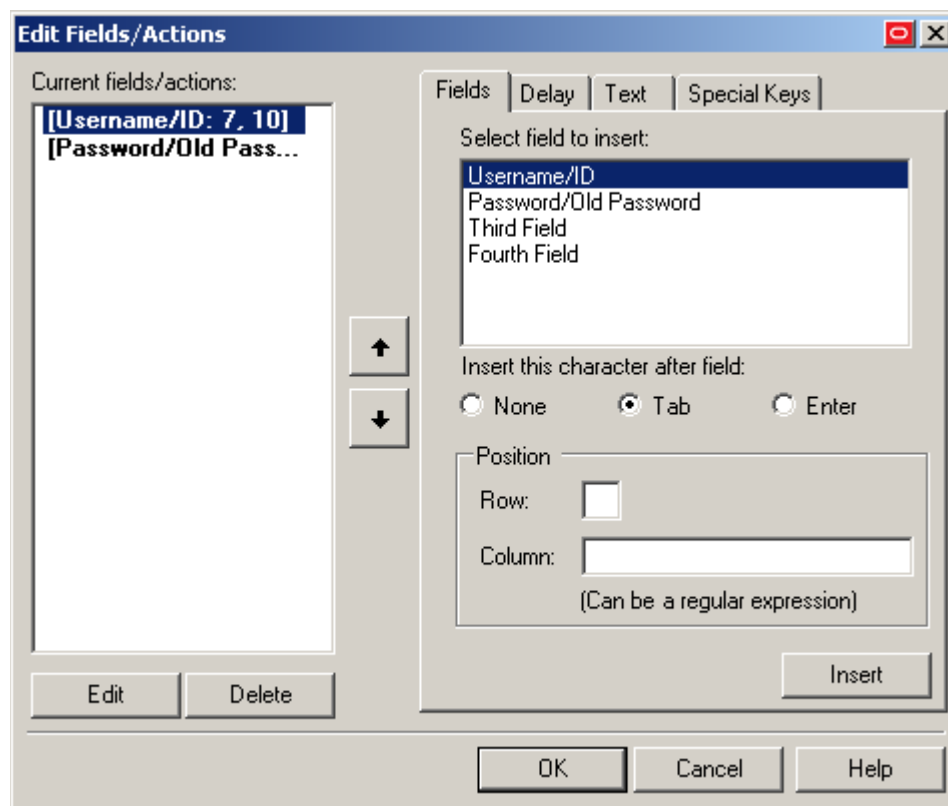 Edit Fields/Actions
Current fields/actions:
[Username/ID: 7, 10]
[Password/Old Pass...
Fields
Delay
Text
Special Keys
Select field to insert:
Username/ID
Password/Old Password
Third Field
Fourth Field
Insert this character after field:
None
Tab
Enter
Position
Row:
Column:
(Can be a regular expression)
Insert
Edit
Delete
OK
Cancel
Help